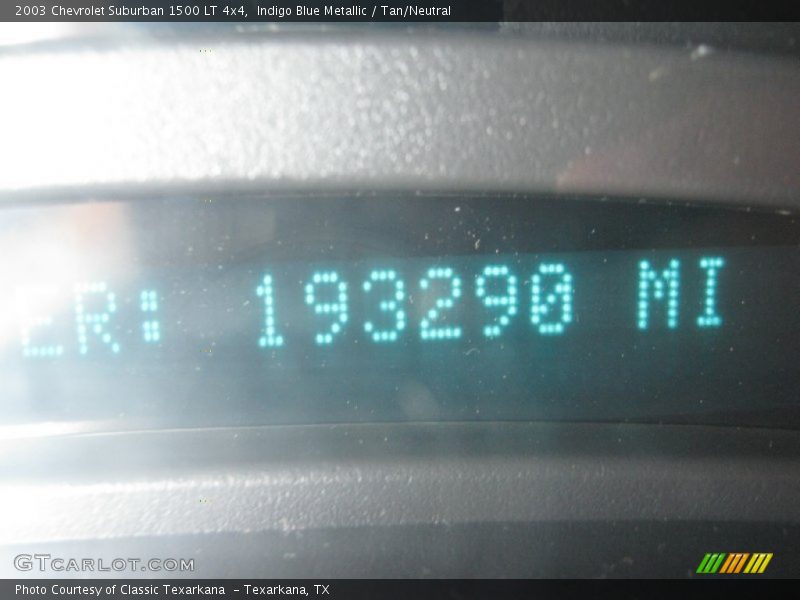 2003 Chevrolet Suburban 1500 LT 4x4, Indigo Blue Metallic / Tan/Neutral
ER: 193290 MI
GTCARLOT.COM
Photo Courtesy of Classic Texarkana - Texarkana, TX